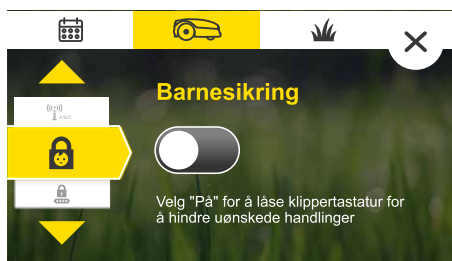 A/B/C
Barnesikring
Velg "På" for å låse klippertastatur for
å hindre uønskede handlinger